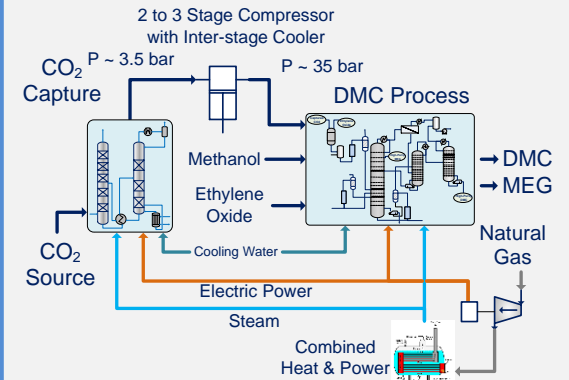 2 to 3 Stage Compressor
with Inter-stage Cooler
P ~ 3.5 bar
P ~ 35 bar
CO2
Capture
DMC Process
Methanol
Ethylene
Oxide
DMC
MEG
CO2
Source
Cooling Water
Natural
Gas
Electric Power
Steam
Combined
Heat & Power